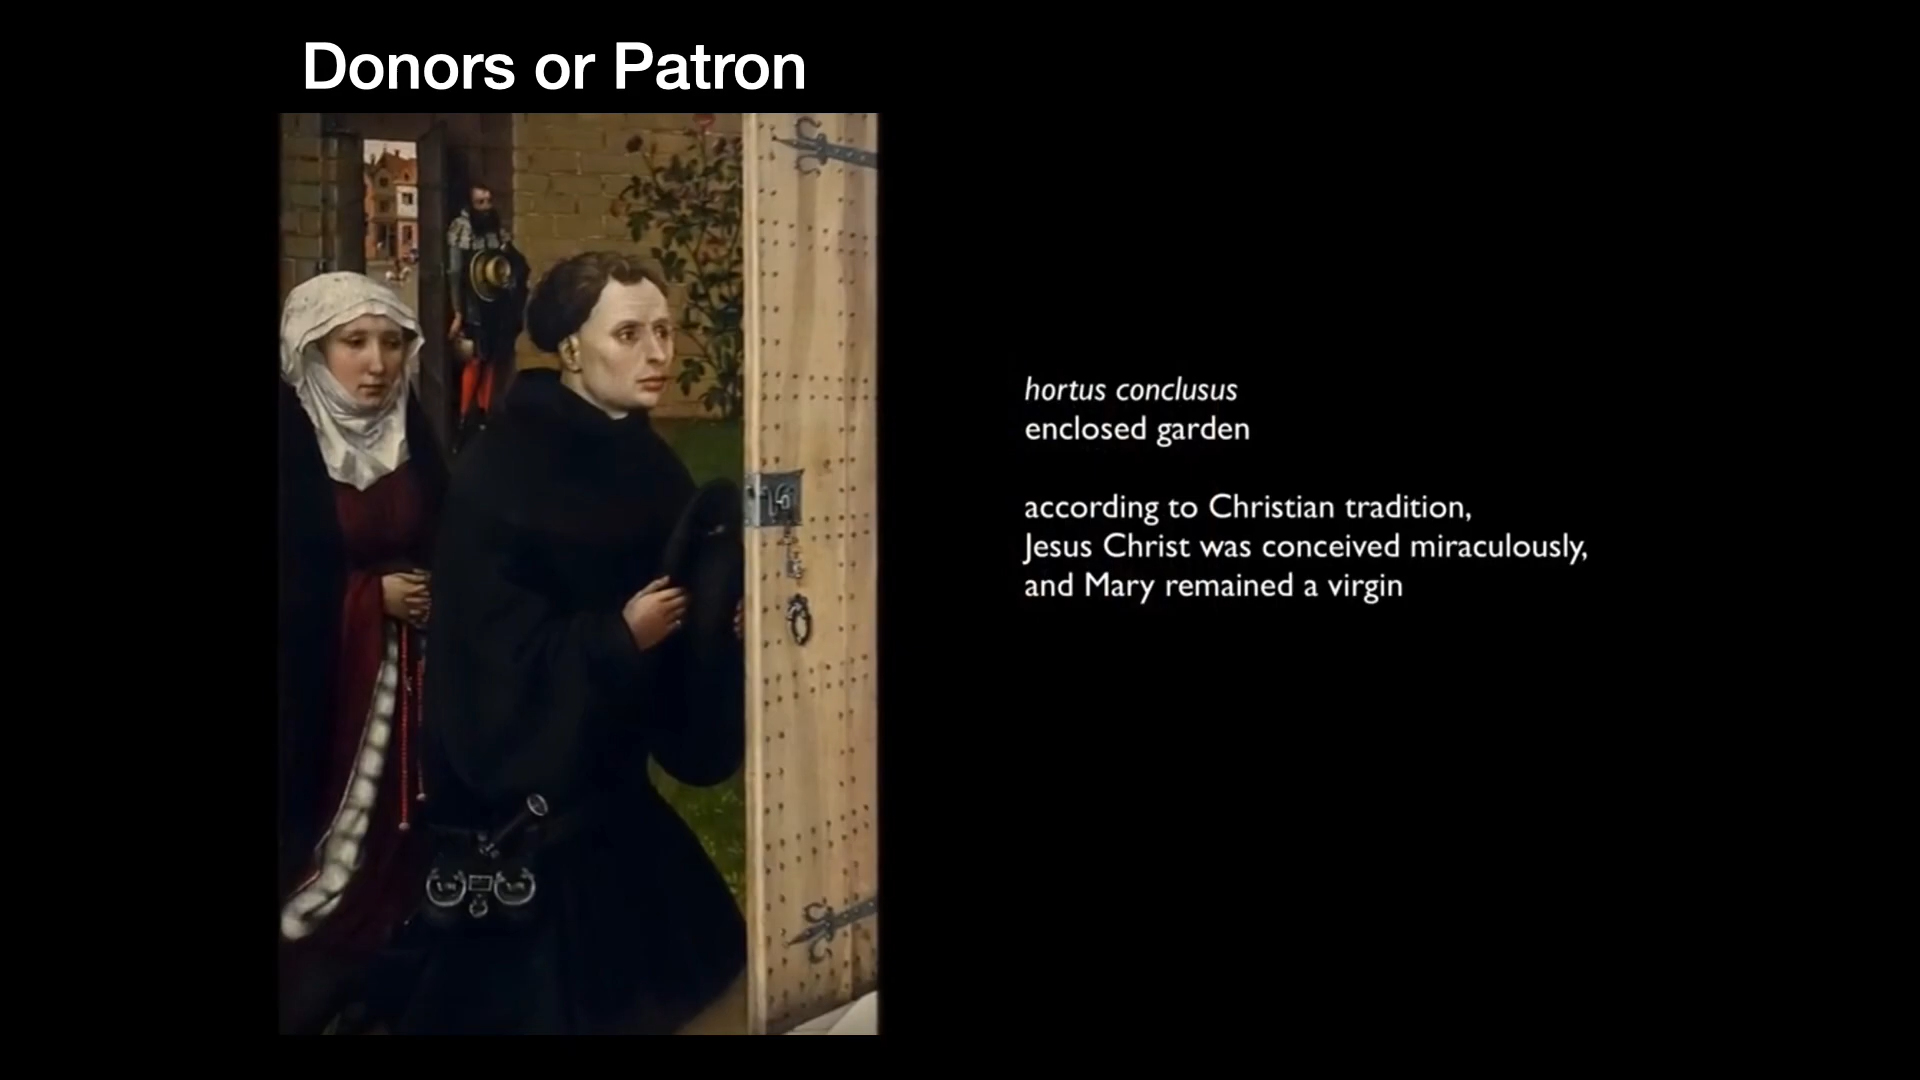 Donors or Patron
hortus conclusus
enclosed garden
according to Christian tradition,
Jesus Christ was conceived miraculously,
and Mary remained a virgin